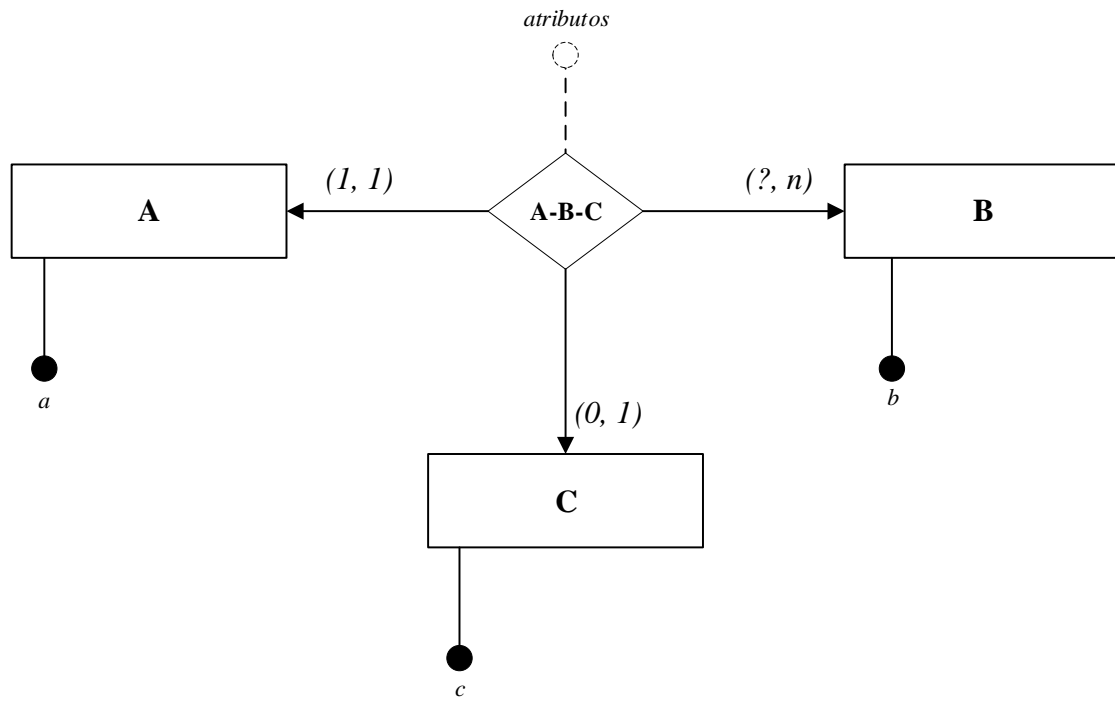 atributos
(1, 1)
(?, n)
A
A-B-C
B
a
b
(0, 1)
C
c